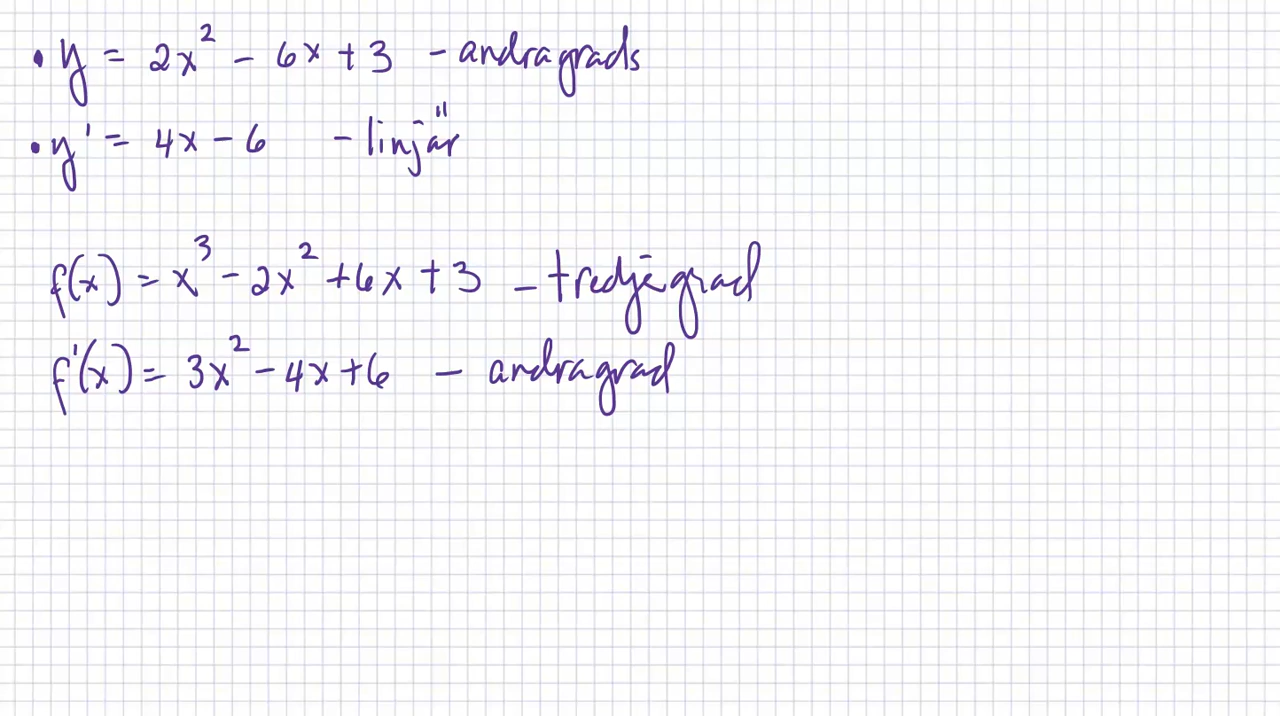 • y = 2x² - 6x + 3 - andragrads
• y' = 4x - 6 - linjär
f(x) = x³ - 2x² + 6x + 3 - tredjegrad
f'(x) = 3x² - 4x + 6 - andragrad